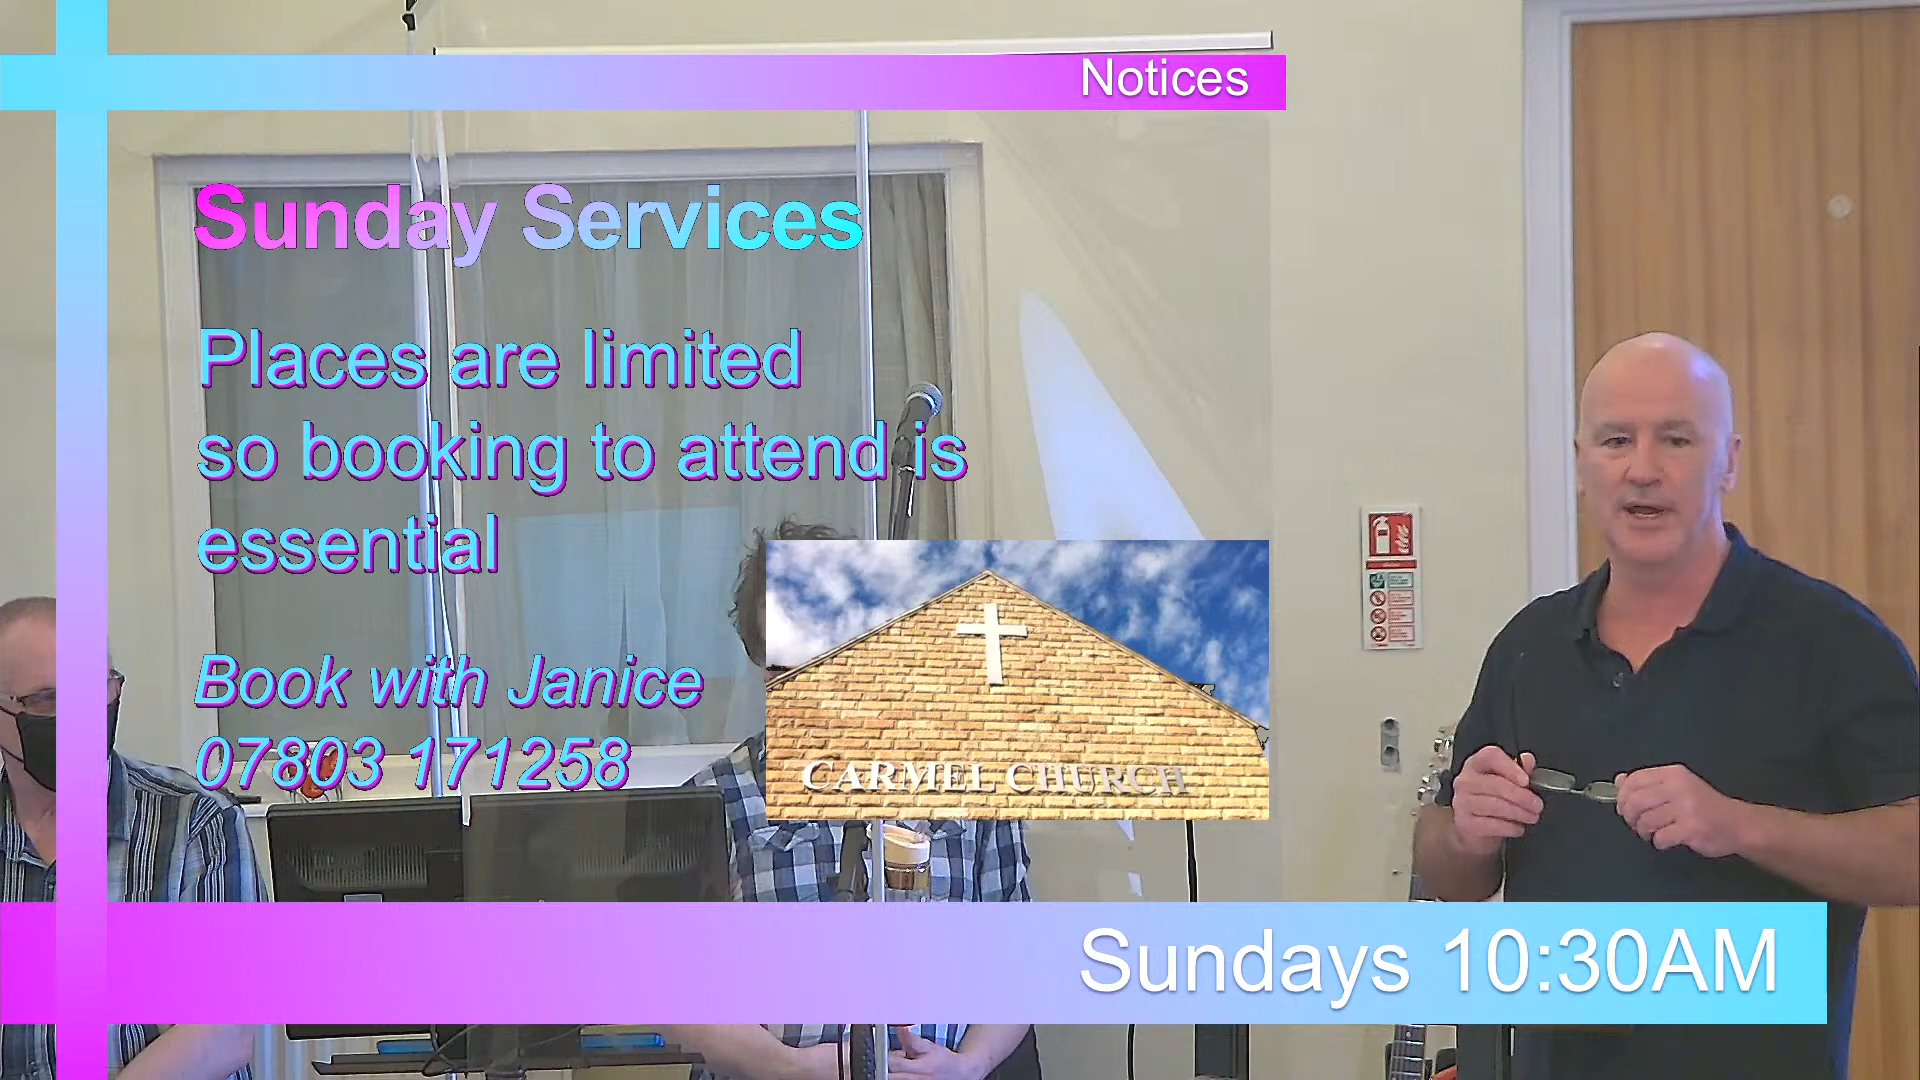 Notices
Sunday Services
Places are limited
so booking to attend is
essential
Book with Janice
07803 171258
CARMEL CHURCH
Sundays 10:30AM